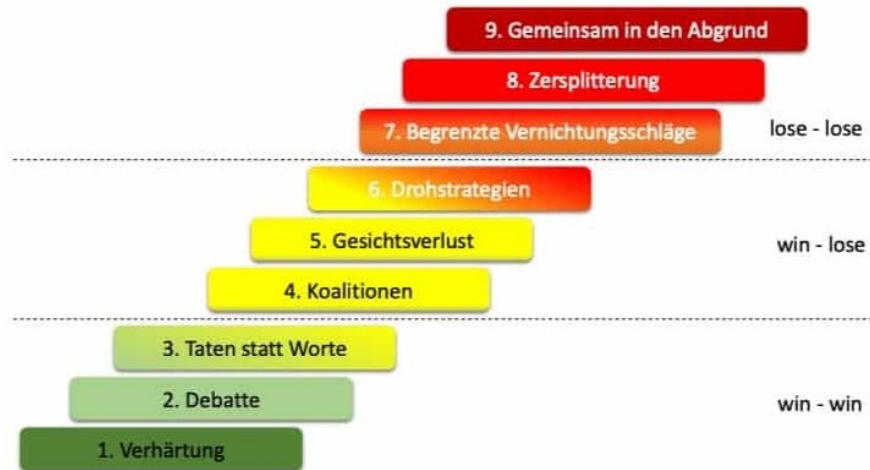 9. Gemeinsam in den Abgrund
8. Zersplitterung
7. Begrenzte Vernichtungsschläge
lose - lose
6. Drohstrategien
5. Gesichtsverlust
win - lose
4. Koalitionen
3. Taten statt Worte
2. Debatte
win - win
1. Verhärtung